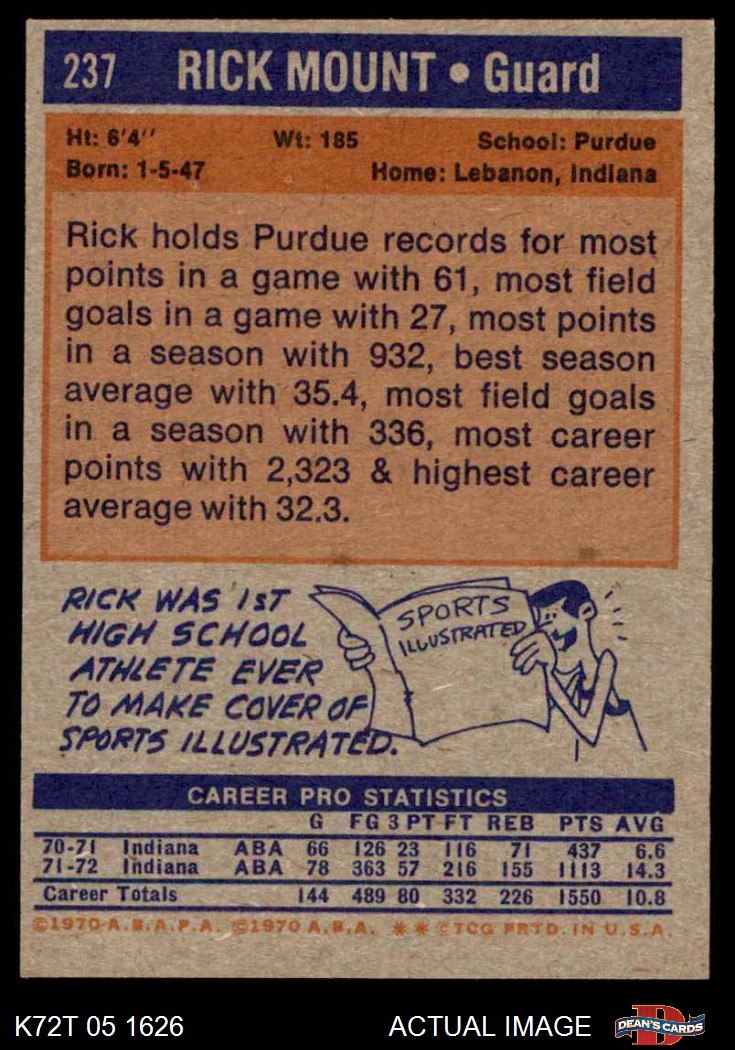 237 RICK MOUNT • Guard
Ht: 6'4'' Wt: 185 School: Purdue
Born: 1-5-47 Home: Lebanon, Indiana
Rick holds Purdue records for most
points in a game with 61, most field
goals in a game with 27, most points
in a season with 932, best season
average with 35.4, most field goals
in a season with 336, most career
points with 2,323 & highest career
average with 32.3.
RICK WAS 1ST
HIGH SCHOOL
ATHLETE EVER
TO MAKE COVER OF
SPORTS ILLUSTRATED.
SPORTS
ILLUSTRATED
CAREER PRO STATISTICS
G FG 3 PT FT REB PTS AVG
70-71 Indiana ABA 66 126 23 116 71 437 6.6
71-72 Indiana ABA 78 363 57 216 155 1113 14.3
Career Totals 144 489 80 332 226 1550 10.8
©1970 A.B.A.P.A. ©1970 A.B.A. ** ©TCG PRTD. IN U.S.A.
K72T 05 1626 ACTUAL IMAGE
D
DEAN'S CARDS